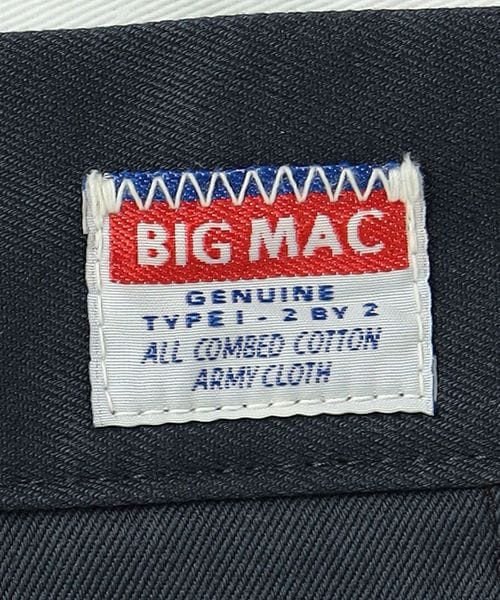 BIG MAC
GENUINE
TYPE I - 2 BY 2
ALL COMBED COTTON
ARMY CLOTH